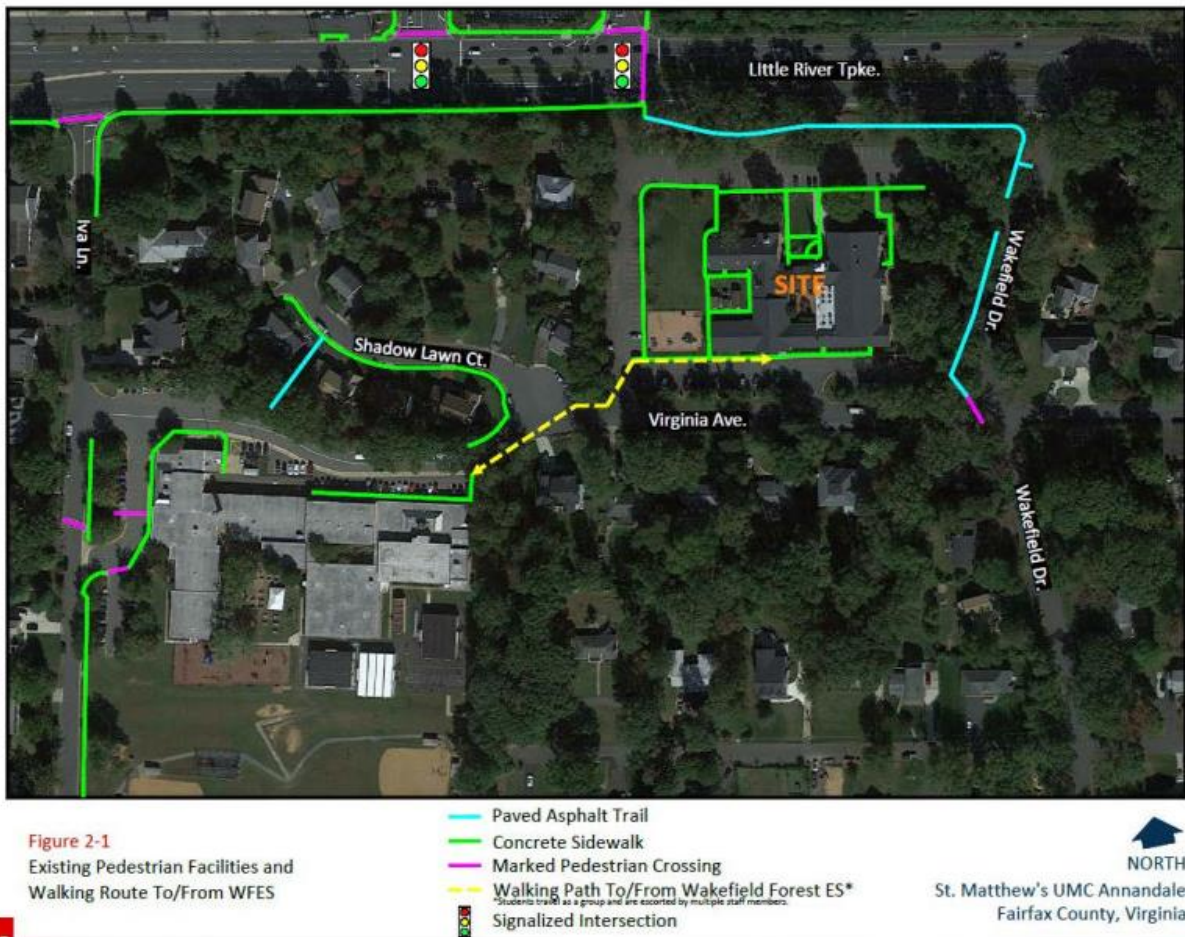 Little River Tpke.
Iva Ln.
Wakefield Dr.
SITE
Shadow Lawn Ct.
Virginia Ave.
Wakefield Dr.
Figure 2-1
Existing Pedestrian Facilities and
Walking Route To/From WFES
Paved Asphalt Trail
Concrete Sidewalk
Marked Pedestrian Crossing
Walking Path To/From Wakefield Forest ES*
*Students travel as a group and are escorted by multiple staff members.
Signalized Intersection
NORTH
St. Matthew's UMC Annandale
Fairfax County, Virginia